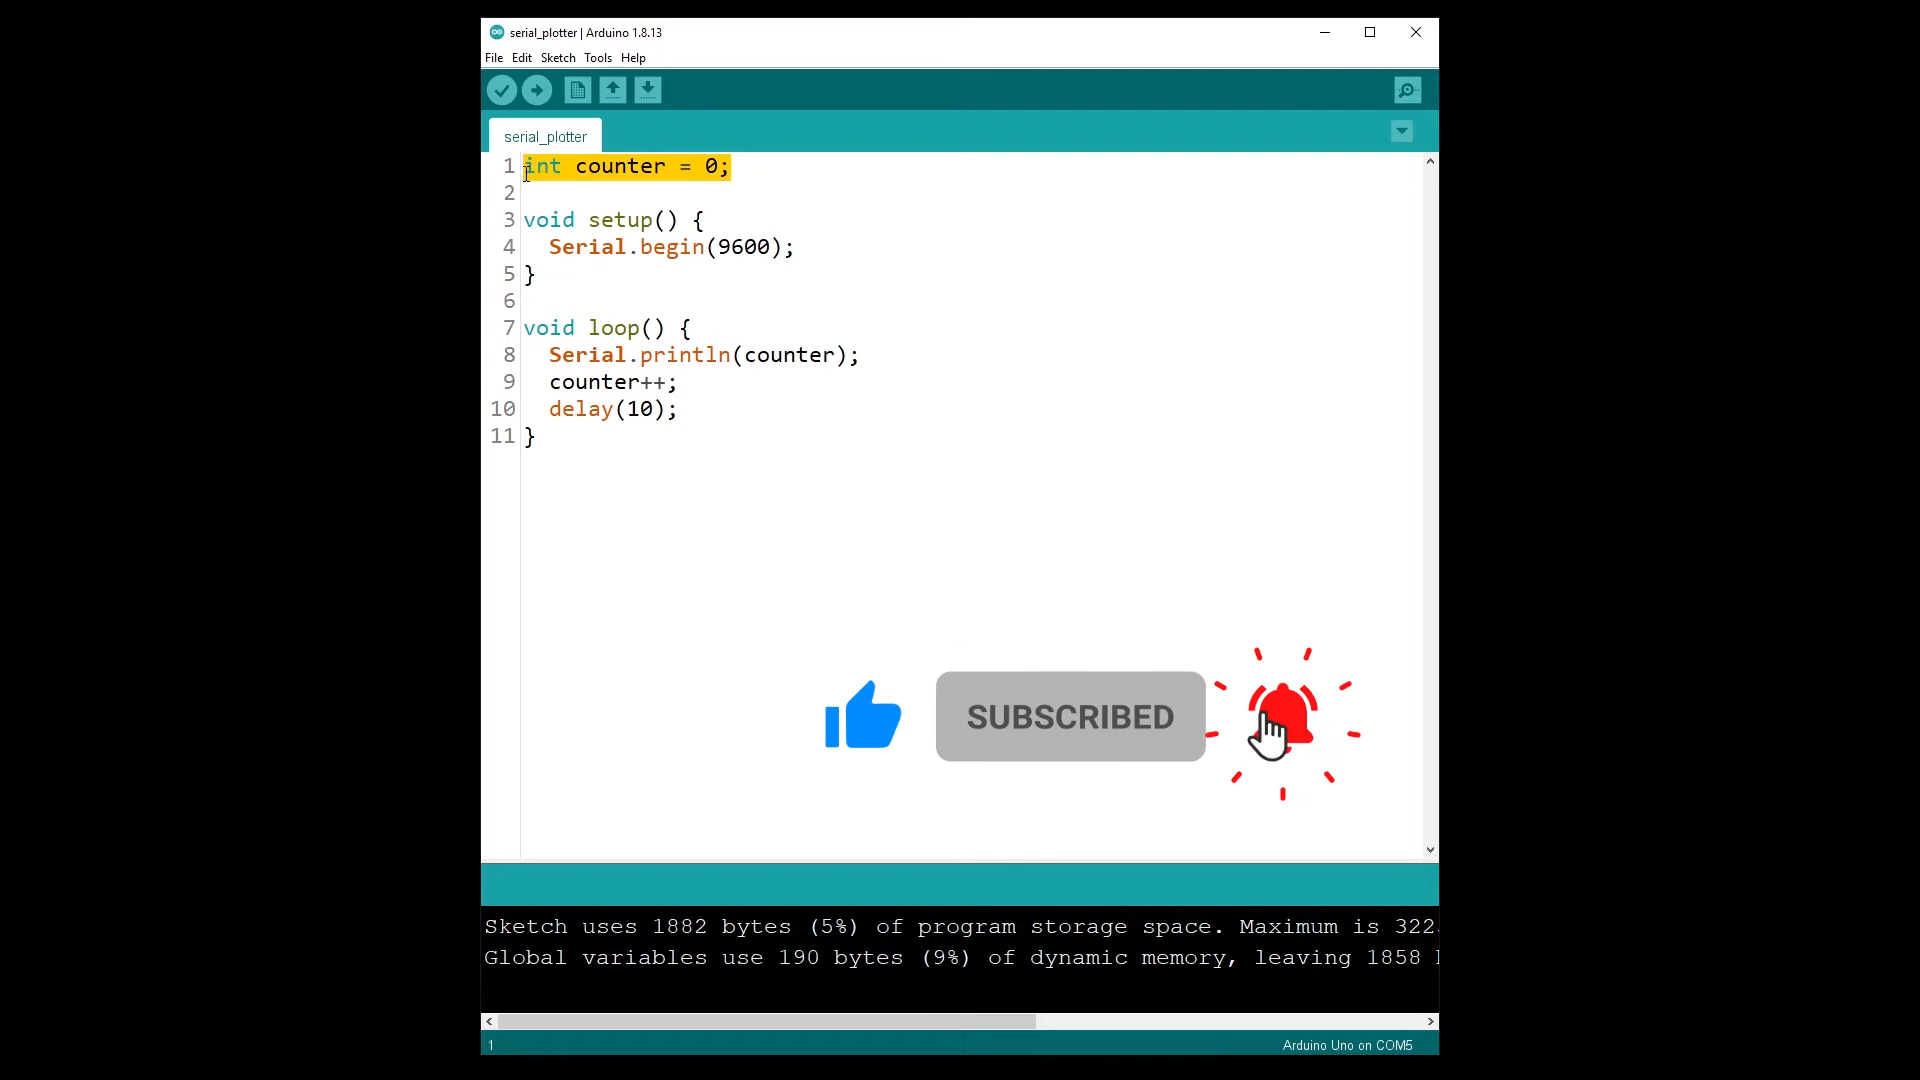 serial_plotter | Arduino 1.8.13
File Edit Sketch Tools Help
serial_plotter
1 int counter = 0;
2
3 void setup() {
4   Serial.begin(9600);
5 }
6
7 void loop() {
8   Serial.println(counter);
9   counter++;
10   delay(10);
11 }
SUBSCRIBED
Sketch uses 1882 bytes (5%) of program storage space. Maximum is 322
Global variables use 190 bytes (9%) of dynamic memory, leaving 1858
1 Arduino Uno on COM5